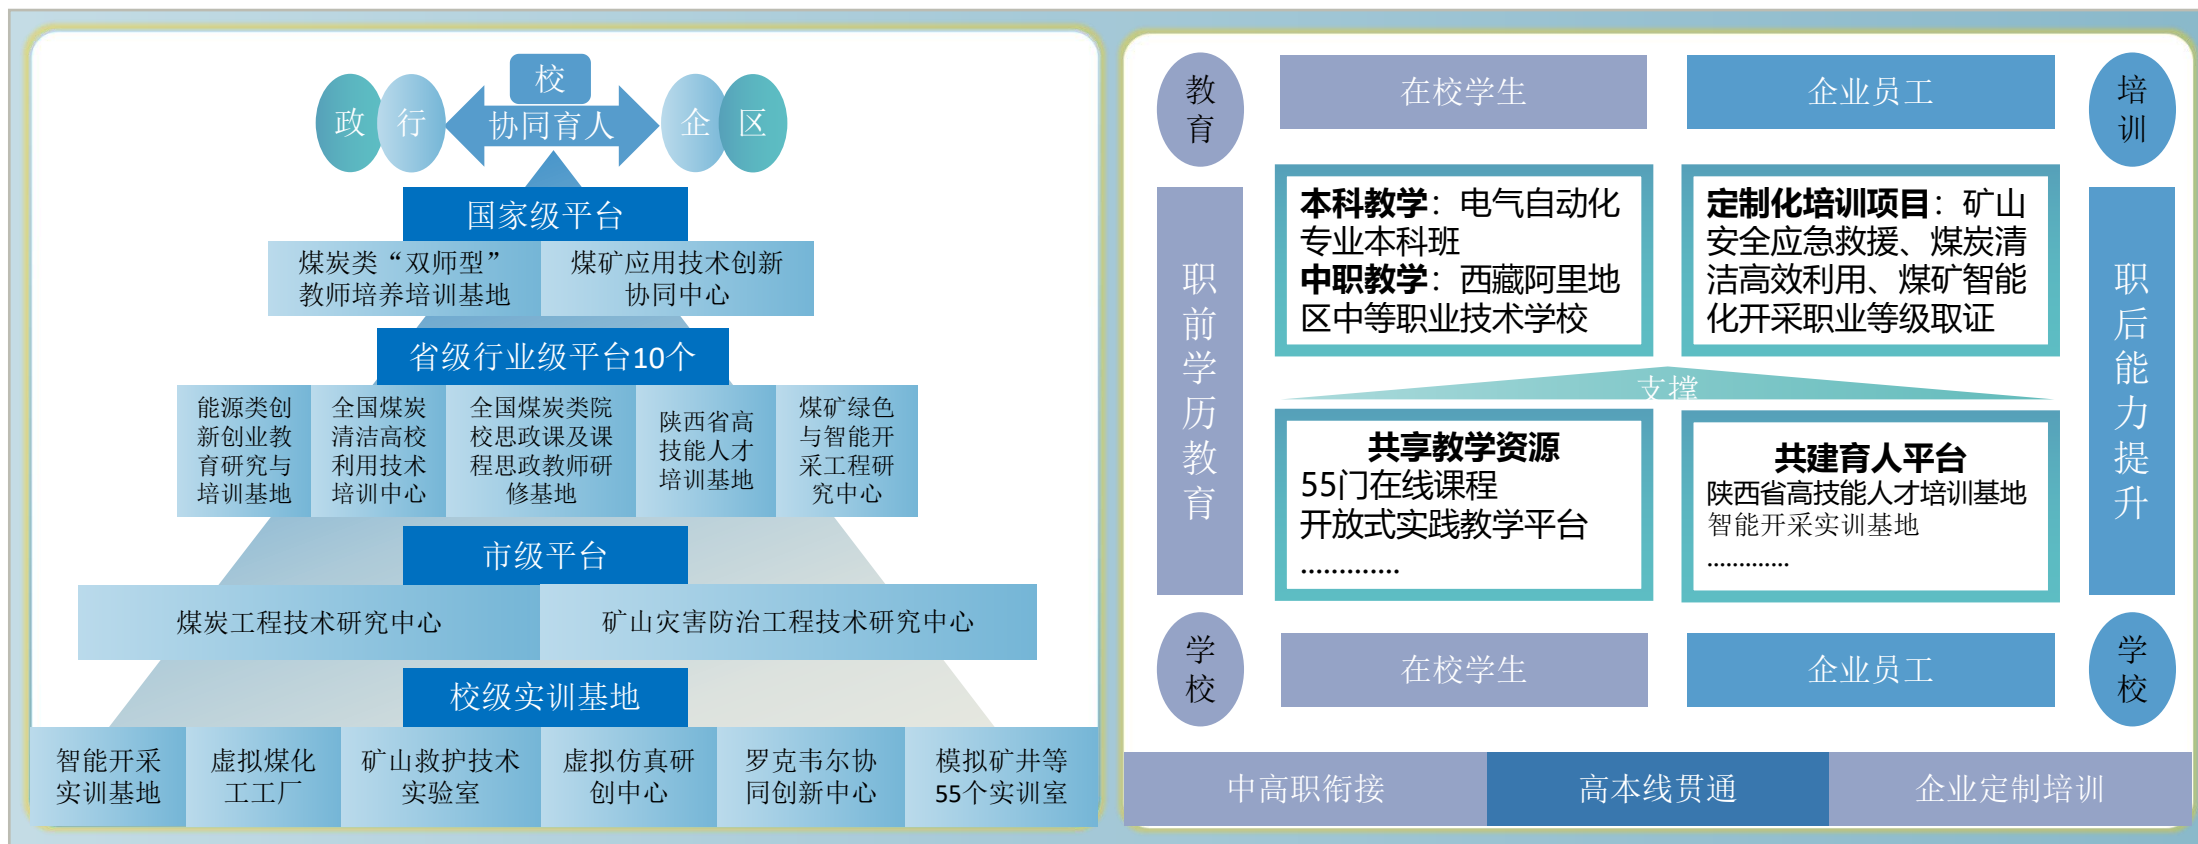 校
政
行
协同育人
企
区
国家级平台
煤炭类“双师型”
教师培养培训基地
煤矿应用技术创新
协同中心
省级行业级平台10个
能源类创
新创业教
育研究与
培训基地
全国煤炭
清洁高校
利用技术
培训中心
全国煤炭类院
校思政课及课
程思政教师研
修基地
陕西省高
技能人才
培训基地
煤矿绿色
与智能开
采工程研
究中心
市级平台
煤炭工程技术研究中心
矿山灾害防治工程技术研究中心
校级实训基地
智能开采
实训基地
虚拟煤化
工工厂
矿山救护技术
实验室
虚拟仿真研
创中心
罗克韦尔协
同创新中心
模拟矿井等
55个实训室
教
育
在校学生
企业员工
培
训
职
前
学
历
教
育
本科教学：电气自动化
专业本科班
中职教学：西藏阿里地
区中等职业技术学校
定制化培训项目：矿山
安全应急救援、煤炭清
洁高效利用、煤矿智能
化开采职业等级取证
职
后
能
力
提
升
支撑
共享教学资源
55门在线课程
开放式实践教学平台
.............
共建育人平台
陕西省高技能人才培训基地
智能开采实训基地
.............
学
校
在校学生
企业员工
学
校
中高职衔接
高本线贯通
企业定制培训